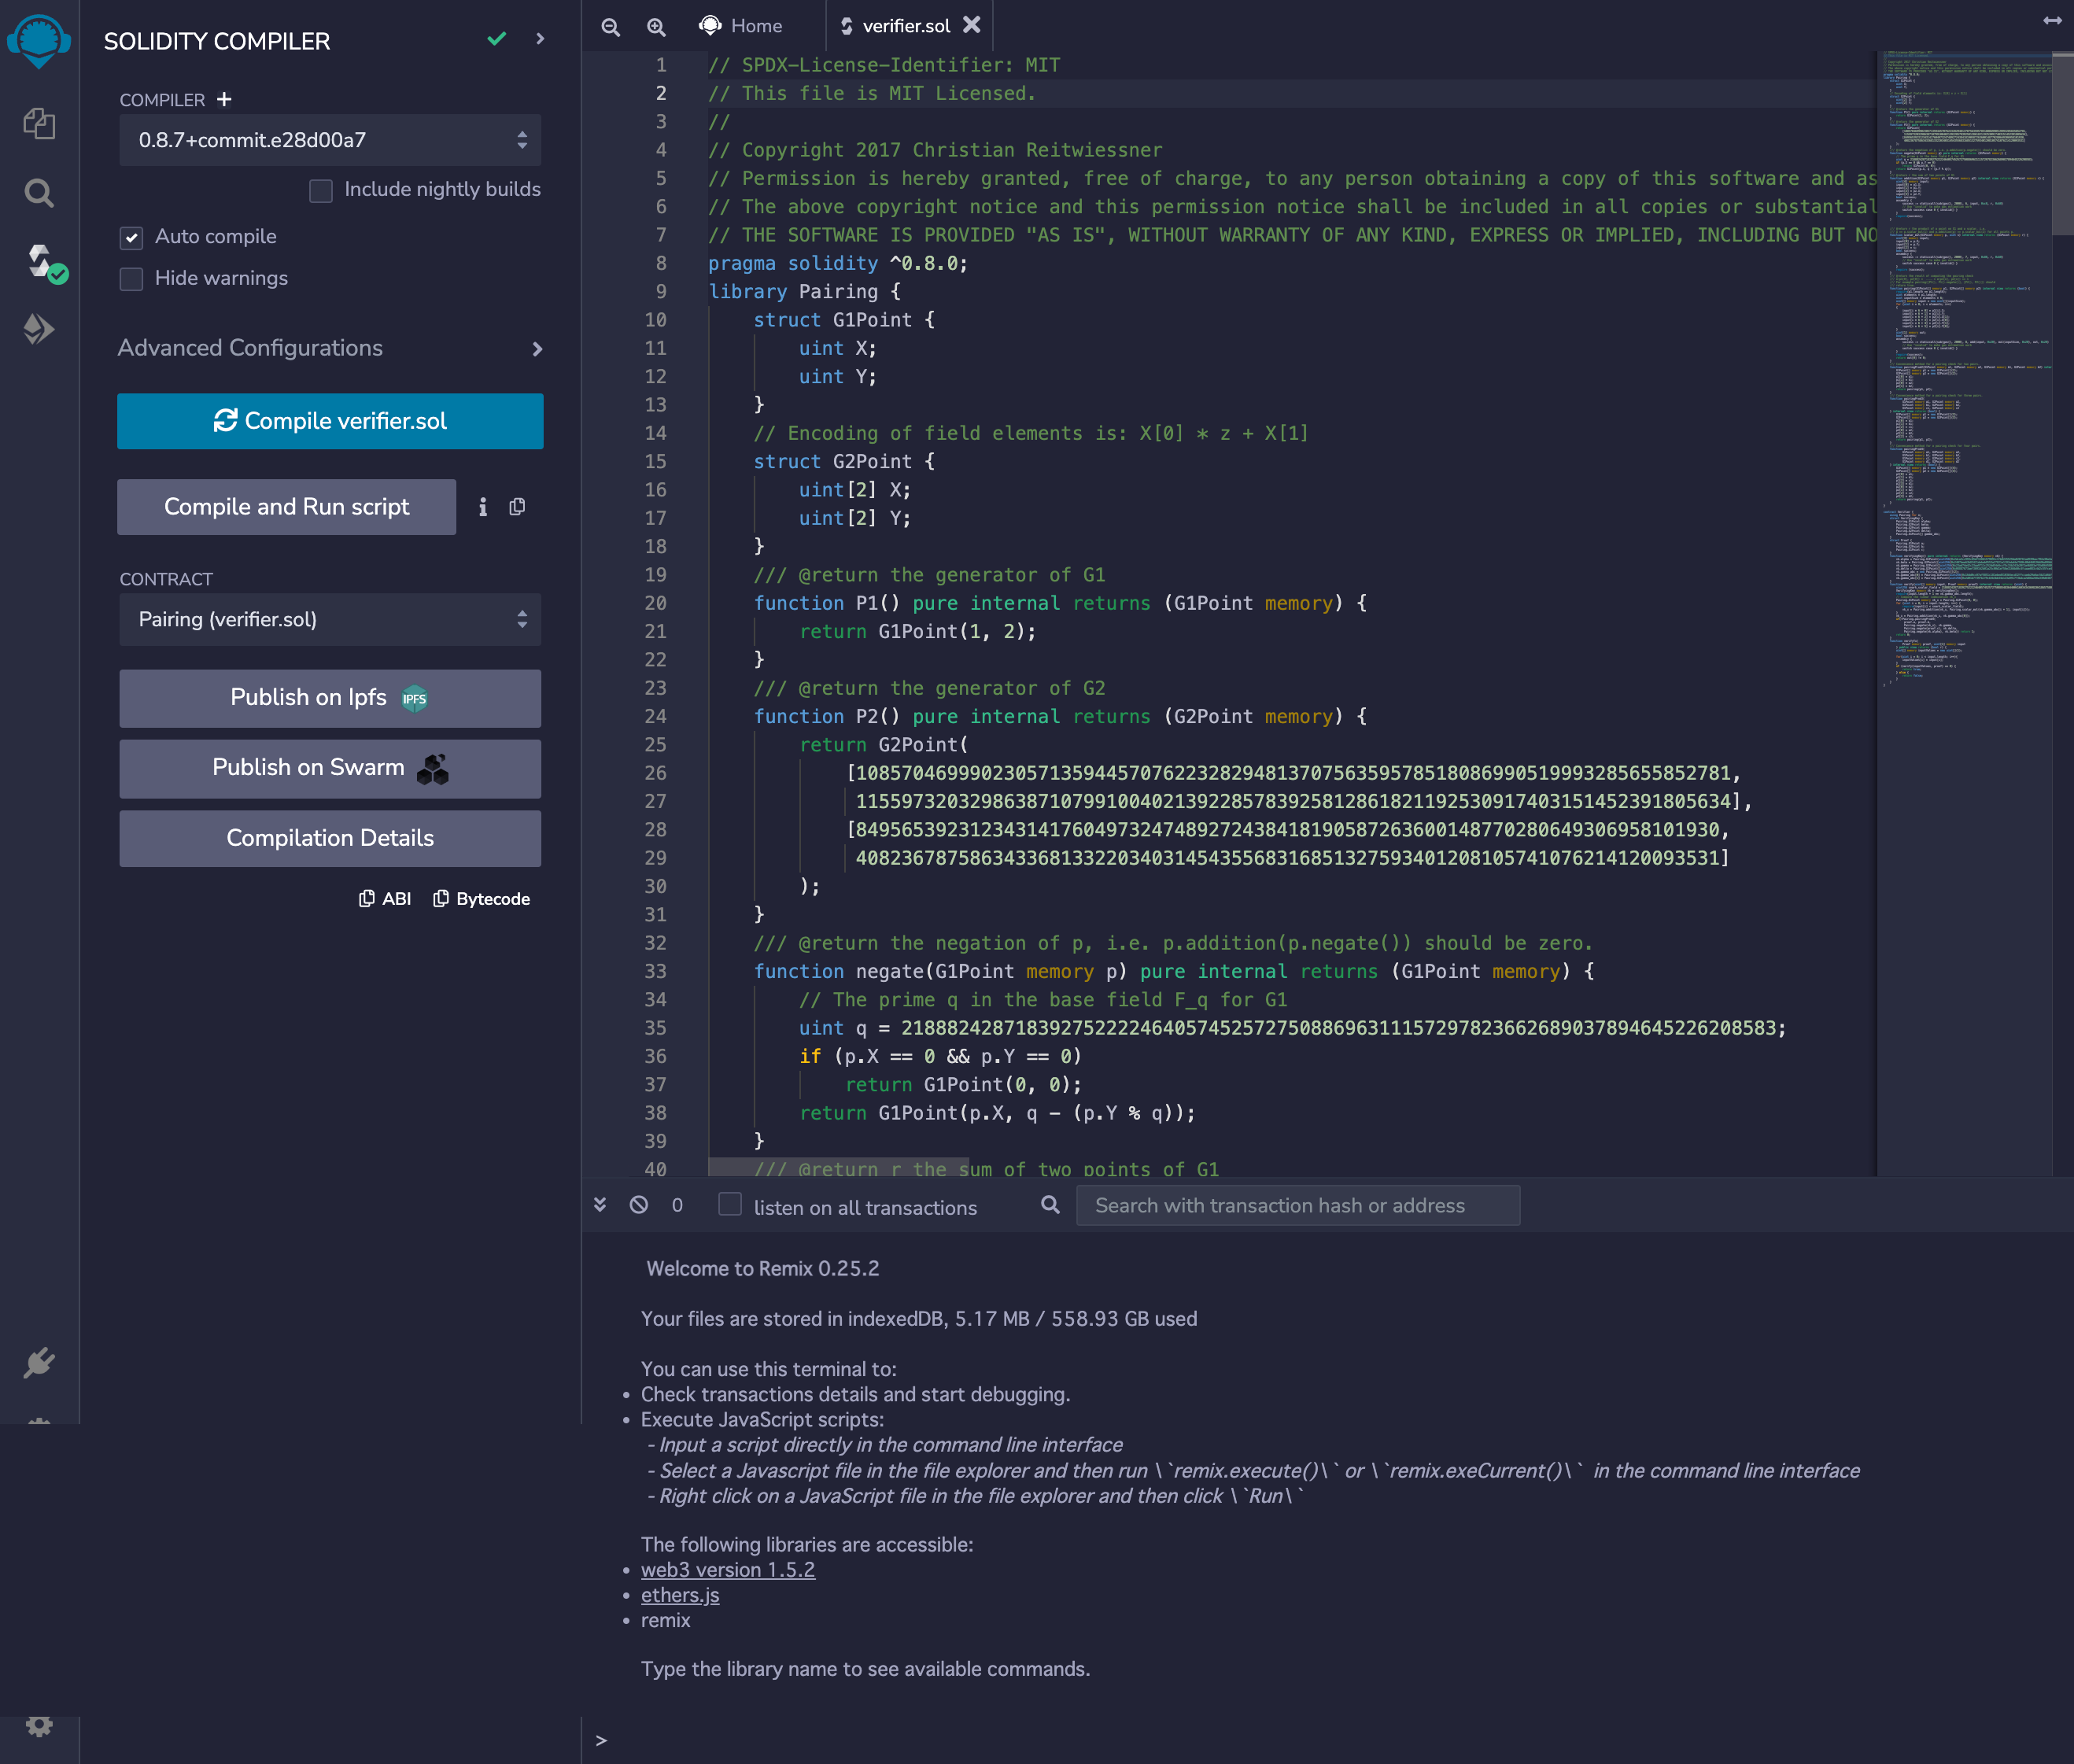 SOLIDITY COMPILER
COMPILER +
0.8.7+commit.e28d00a7
Include nightly builds
Auto compile
Hide warnings
Advanced Configurations
Compile verifier.sol
Compile and Run script
CONTRACT
Pairing (verifier.sol)
Publish on Ipfs IPFS
Publish on Swarm
Compilation Details
ABI Bytecode
Home verifier.sol
1 // SPDX-License-Identifier: MIT
2 // This file is MIT Licensed.
3 //
4 // Copyright 2017 Christian Reitwiessner
5 // Permission is hereby granted, free of charge, to any person obtaining a copy of this software and as
6 // The above copyright notice and this permission notice shall be included in all copies or substantial
7 // THE SOFTWARE IS PROVIDED "AS IS", WITHOUT WARRANTY OF ANY KIND, EXPRESS OR IMPLIED, INCLUDING BUT NO
8 pragma solidity ^0.8.0;
9 library Pairing {
10 struct G1Point {
11 uint X;
12 uint Y;
13 }
14 // Encoding of field elements is: X[0] * z + X[1]
15 struct G2Point {
16 uint[2] X;
17 uint[2] Y;
18 }
19 /// @return the generator of G1
20 function P1() pure internal returns (G1Point memory) {
21 return G1Point(1, 2);
22 }
23 /// @return the generator of G2
24 function P2() pure internal returns (G2Point memory) {
25 return G2Point(
26 [10857046999023057135944570762232829481370756359578518086990519993285655852781,
27 11559732032986387107991004021392285783925812861821192530917403151452391805634],
28 [8495653923123431417604973247489272438418190587263600148770280649306958101930,
29 4082367875863433681332203403145435568316851327593401208105741076214120093531]
30 );
31 }
32 /// @return the negation of p, i.e. p.addition(p.negate()) should be zero.
33 function negate(G1Point memory p) pure internal returns (G1Point memory) {
34 // The prime q in the base field F_q for G1
35 uint q = 21888242871839275222246405745257275088696311157297823662689037894645226208583;
36 if (p.X == 0 && p.Y == 0)
37 return G1Point(0, 0);
38 return G1Point(p.X, q - (p.Y % q));
39 }
40 /// @return r the sum of two points of G1
0 listen on all transactions Search with transaction hash or address
Welcome to Remix 0.25.2
Your files are stored in indexedDB, 5.17 MB / 558.93 GB used
You can use this terminal to:
• Check transactions details and start debugging.
• Execute JavaScript scripts:
- Input a script directly in the command line interface
- Select a Javascript file in the file explorer and then run \`remix.execute()\` or \`remix.exeCurrent()\` in the command line interface
- Right click on a JavaScript file in the file explorer and then click \`Run\`
The following libraries are accessible:
• web3 version 1.5.2
• ethers.js
• remix
Type the library name to see available commands.
>